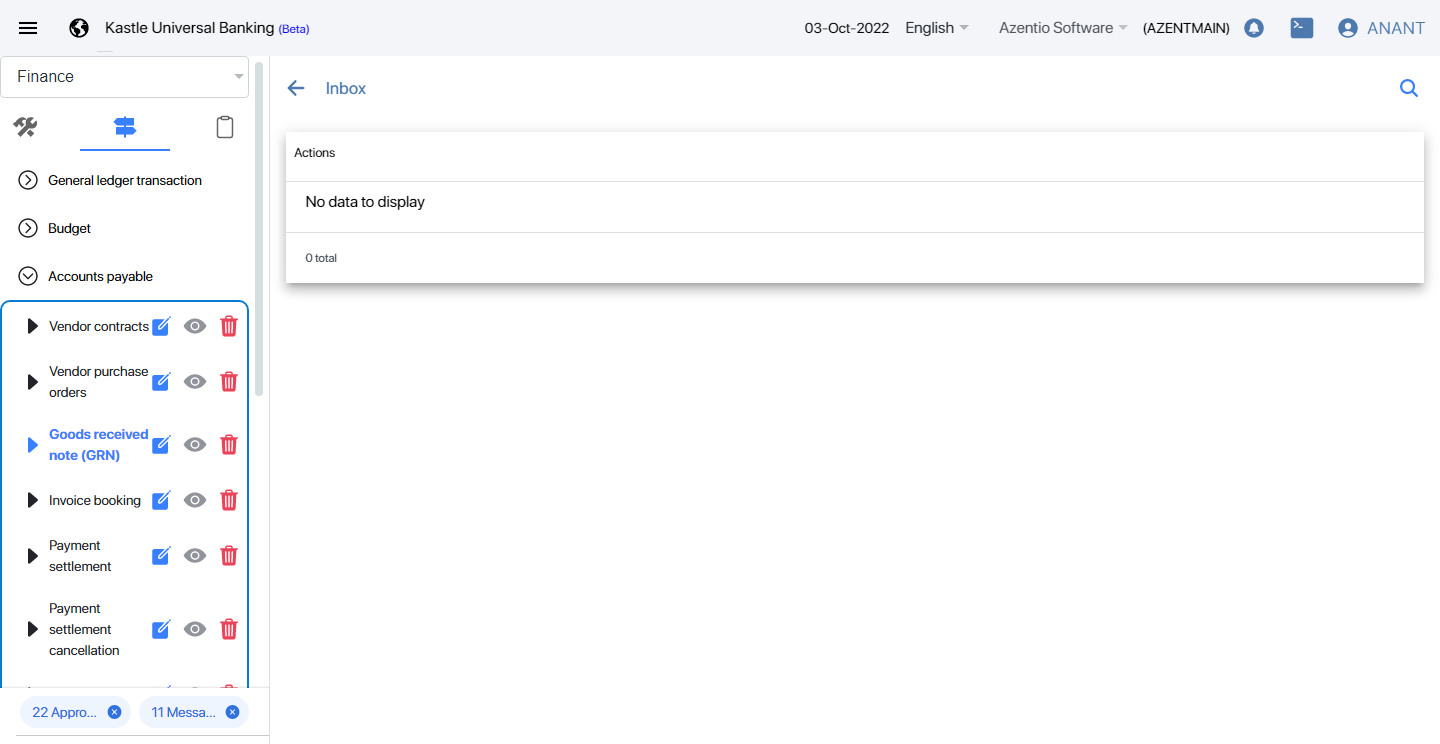 Kastle Universal Banking (Beta)
03-Oct-2022 English Azentio Software (AZENTMAIN) ANANT
Finance
General ledger transaction
Budget
Accounts payable
Vendor contracts
Vendor purchase
orders
Goods received
note (GRN)
Invoice booking
Payment
settlement
Payment
settlement
cancellation
22 Appro... 11 Messa...
Inbox
Actions
No data to display
0 total